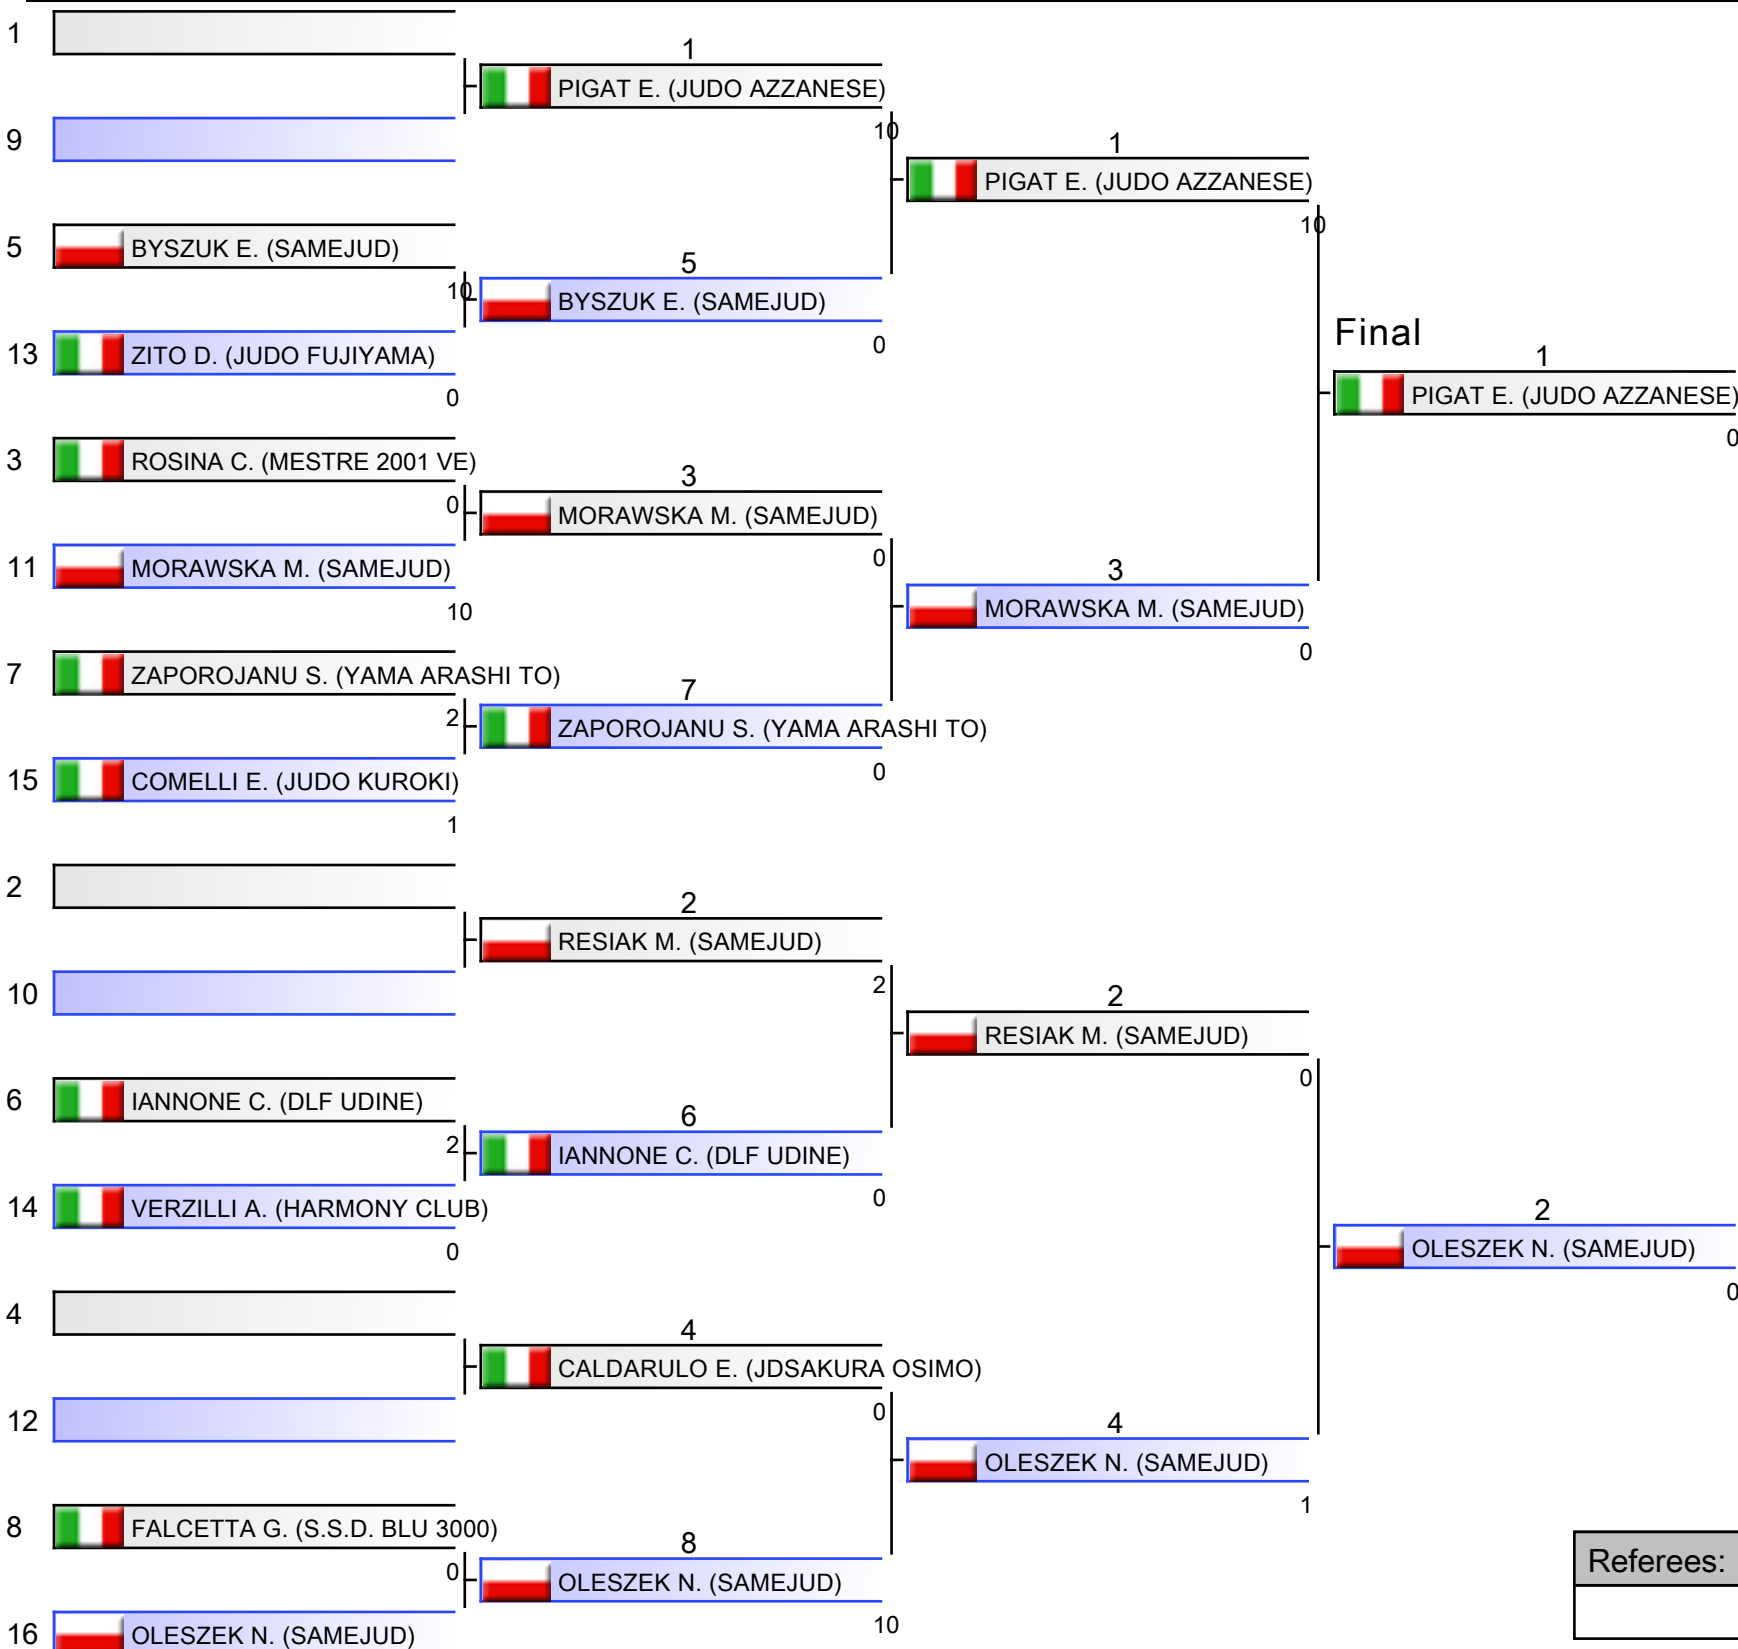 1
1
PIGAT E. (JUDO AZZANESE)
10
9
1
PIGAT E. (JUDO AZZANESE)
10
5
BYSZUK E. (SAMEJUD)
5
10
BYSZUK E. (SAMEJUD)
0
13
ZITO D. (JUDO FUJIYAMA)
0
Final
1
PIGAT E. (JUDO AZZANESE)
0
3
ROSINA C. (MESTRE 2001 VE)
0
3
MORAWSKA M. (SAMEJUD)
0
11
MORAWSKA M. (SAMEJUD)
10
3
MORAWSKA M. (SAMEJUD)
0
7
ZAPOROJANU S. (YAMA ARASHI TO)
2
7
ZAPOROJANU S. (YAMA ARASHI TO)
0
15
COMELLI E. (JUDO KUROKI)
1
2
2
RESIAK M. (SAMEJUD)
2
10
2
RESIAK M. (SAMEJUD)
0
6
IANNONE C. (DLF UDINE)
2
6
IANNONE C. (DLF UDINE)
0
14
VERZILLI A. (HARMONY CLUB)
0
2
OLESZEK N. (SAMEJUD)
0
4
4
CALDARULO E. (JDSAKURA OSIMO)
0
12
4
OLESZEK N. (SAMEJUD)
1
8
FALCETTA G. (S.S.D. BLU 3000)
0
8
OLESZEK N. (SAMEJUD)
10
16
OLESZEK N. (SAMEJUD)
Referees: